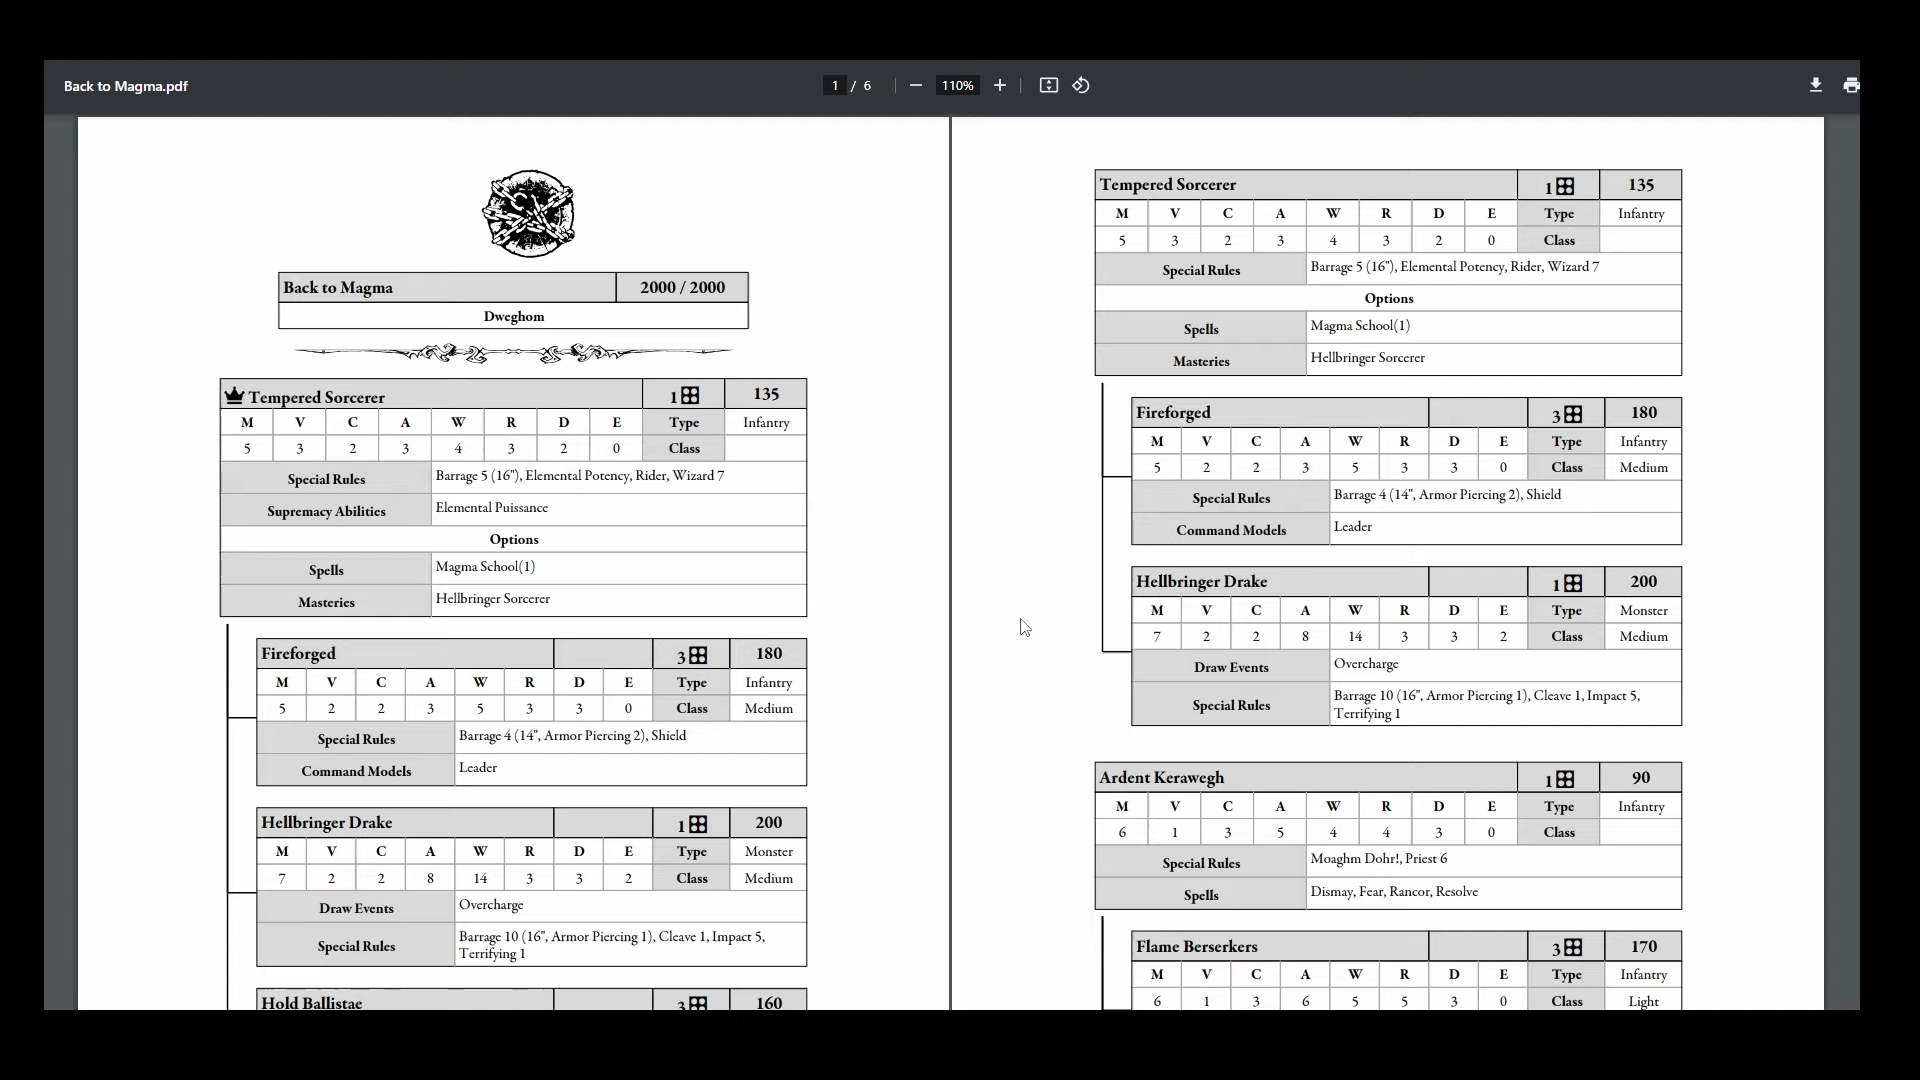 Back to Magma.pdf
1 / 6
110%
Back to Magma 2000 / 2000
Dweghom
Tempered Sorcerer 1 135
M V C A W R D E Type Infantry
5 3 2 3 4 3 2 0 Class
Special Rules Barrage 5 (16"), Elemental Potency, Rider, Wizard 7
Supremacy Abilities Elemental Puissance
Options
Spells Magma School(1)
Masteries Hellbringer Sorcerer
Fireforged 3 180
M V C A W R D E Type Infantry
5 2 2 3 5 3 3 0 Class Medium
Special Rules Barrage 4 (14", Armor Piercing 2), Shield
Command Models Leader
Hellbringer Drake 1 200
M V C A W R D E Type Monster
7 2 2 8 14 3 3 2 Class Medium
Draw Events Overcharge
Special Rules Barrage 10 (16", Armor Piercing 1), Cleave 1, Impact 5,
Terrifying 1
Hold Ballistae 3 160
Tempered Sorcerer 1 135
M V C A W R D E Type Infantry
5 3 2 3 4 3 2 0 Class
Special Rules Barrage 5 (16"), Elemental Potency, Rider, Wizard 7
Options
Spells Magma School(1)
Masteries Hellbringer Sorcerer
Fireforged 3 180
M V C A W R D E Type Infantry
5 2 2 3 5 3 3 0 Class Medium
Special Rules Barrage 4 (14", Armor Piercing 2), Shield
Command Models Leader
Hellbringer Drake 1 200
M V C A W R D E Type Monster
7 2 2 8 14 3 3 2 Class Medium
Draw Events Overcharge
Special Rules Barrage 10 (16", Armor Piercing 1), Cleave 1, Impact 5,
Terrifying 1
Ardent Kerawegh 1 90
M V C A W R D E Type Infantry
6 1 3 5 4 4 3 0 Class
Special Rules Moaghm Dohr!, Priest 6
Spells Dismay, Fear, Rancor, Resolve
Flame Berserkers 3 170
M V C A W R D E Type Infantry
6 1 3 6 5 5 3 0 Class Light